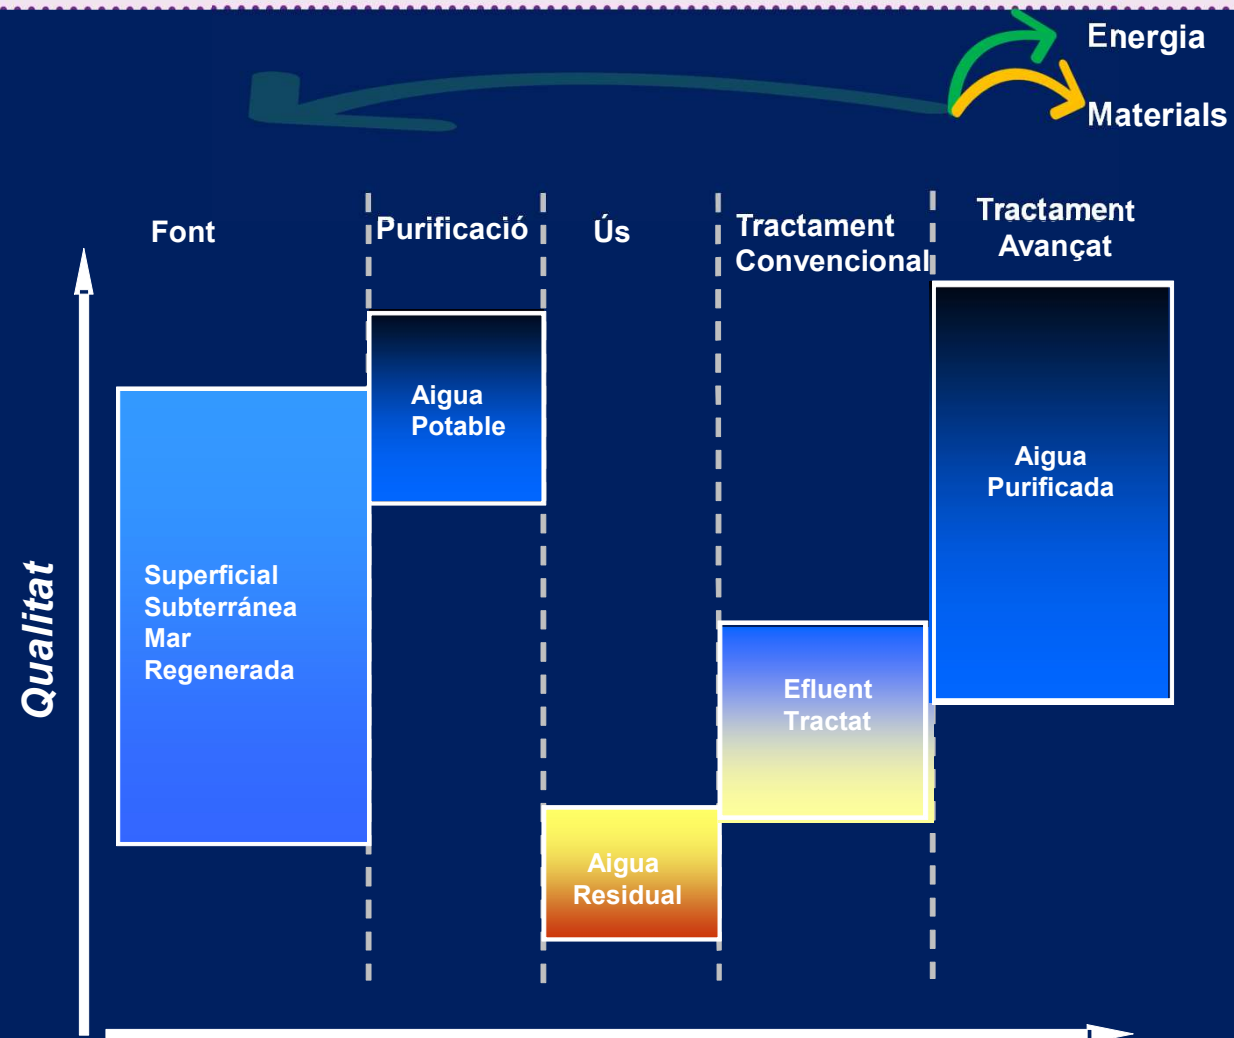 Energia
Materials
Font
Purificació
Ús
Tractament
Convencional
Tractament
Avançat
Aigua
Potable
Aigua
Purificada
Superficial
Subterránea
Mar
Regenerada
Qualitat
Efluent
Tractat
Aigua
Residual